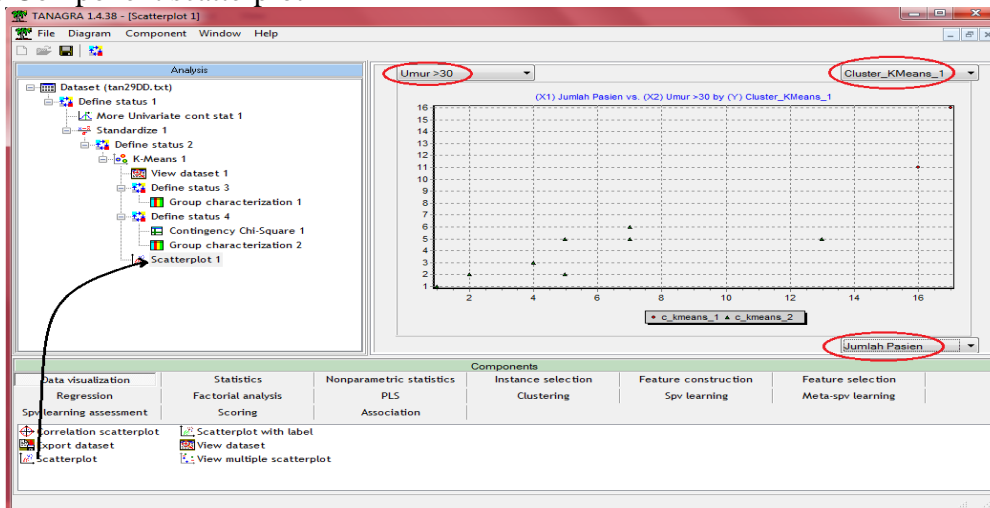 Component scatterplot
TANAGRA 1.4.38 - [Scatterplot 1]
File Diagram Component Window Help
Analysis
Dataset (tan29DD.txt)
Define status 1
More Univariate cont stat 1
Standardize 1
Define status 2
K-Means 1
View dataset 1
Define status 3
Group characterization 1
Define status 4
Contingency Chi-Square 1
Group characterization 2
Scatterplot 1
Umur >30
Cluster_KMeans_1
(X1) Jumlah Pasien vs. (X2) Umur >30 by (Y) Cluster_KMeans_1
16
15
14
13
12
11
10
9
8
7
6
5
4
3
2
1
2 4 6 8 10 12 14 16
c_kmeans_1 c_kmeans_2
Jumlah Pasien
Components
Data visualization Statistics Nonparametric statistics Instance selection Feature construction Feature selection
Regression Factorial analysis PLS Clustering Spv learning Meta-spv learning
Spv learning assessment Scoring Association
Correlation scatterplot Scatterplot with label
Export dataset View dataset
Scatterplot View multiple scatterplot